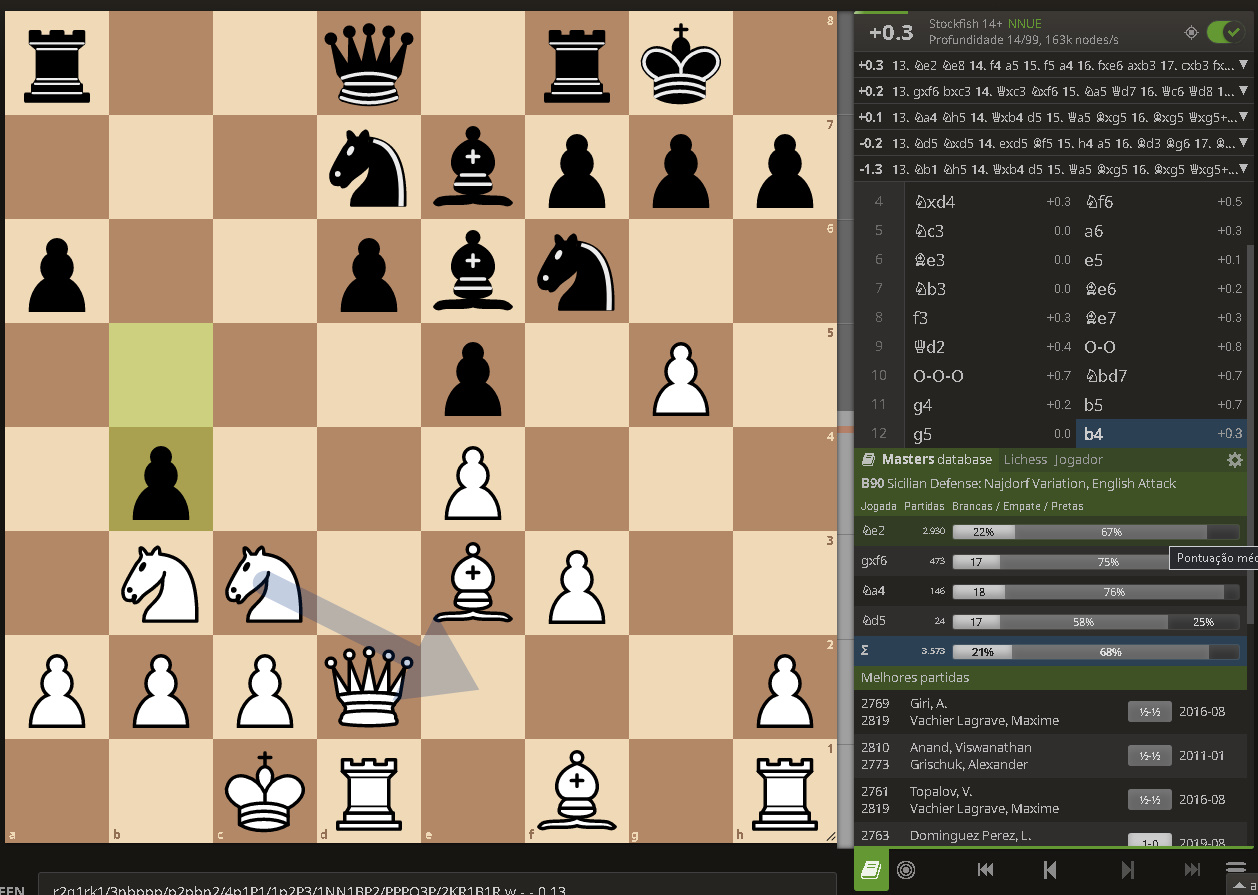 8
7
6
5
4
3
2
1
a b c d e f g h
FEN r2q1rk1/3nbppp/p2pbn2/4p1P1/1p2P3/1NN1BP2/PPPQ3P/2KR1B1R w - - 0 13
+0.3 Stockfish 14+ NNUE
Profundidade 14/99, 163k nodes/s
+0.3 13. ♘e2 ♘e8 14. f4 a5 15. f5 a4 16. fxe6 axb3 17. cxb3 fx...
+0.2 13. gxf6 bxc3 14. ♕xc3 ♘xf6 15. ♘a5 ♕d7 16. ♕c6 ♕d8 1...
+0.1 13. ♘a4 ♘h5 14. ♕xb4 d5 15. ♕a5 ♗xg5 16. ♗xg5 ♕xg5+...
-0.2 13. ♘d5 ♘xd5 14. exd5 ♗f5 15. h4 a5 16. ♗d3 ♗g6 17. ♗...
-1.3 13. ♘b1 ♘h5 14. ♕xb4 d5 15. ♕a5 ♗xg5 16. ♗xg5 ♕xg5+...
4 ♘xd4 +0.3 ♘f6 +0.5
5 ♘c3 0.0 a6 +0.3
6 ♗e3 0.0 e5 +0.1
7 ♘b3 0.0 ♗e6 +0.2
8 f3 +0.3 ♗e7 +0.3
9 ♕d2 +0.4 O-O +0.8
10 O-O-O +0.7 ♘bd7 +0.7
11 g4 +0.2 b5 +0.7
12 g5 0.0 b4 +0.3
Masters database Lichess Jogador
B90 Sicilian Defense: Najdorf Variation, English Attack
Jogada Partidas Brancas / Empate / Pretas
♘e2 2.930 22% 67%
Pontuação méd
gxf6 473 17 75%
♘a4 146 18 76%
♘d5 24 17 58% 25%
Σ 3.573 21% 68%
Melhores partidas
2769 Giri, A.
2819 Vachier Lagrave, Maxime ½-½ 2016-08
2810 Anand, Viswanathan
2773 Grischuk, Alexander ½-½ 2011-01
2761 Topalov, V.
2819 Vachier Lagrave, Maxime ½-½ 2016-08
2763 Dominguez Perez, L.
1-0 2019-08